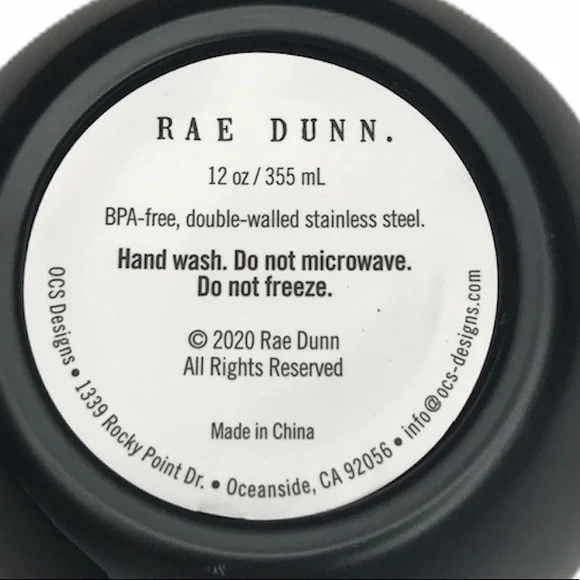 RAE DUNN.
12 oz / 355 mL
BPA-free, double-walled stainless steel.
Hand wash. Do not microwave.
Do not freeze.
© 2020 Rae Dunn
All Rights Reserved
Made in China
OCS Designs • 1339 Rocky Point Dr. • Oceanside, CA 92056 • info@ocs-designs.com